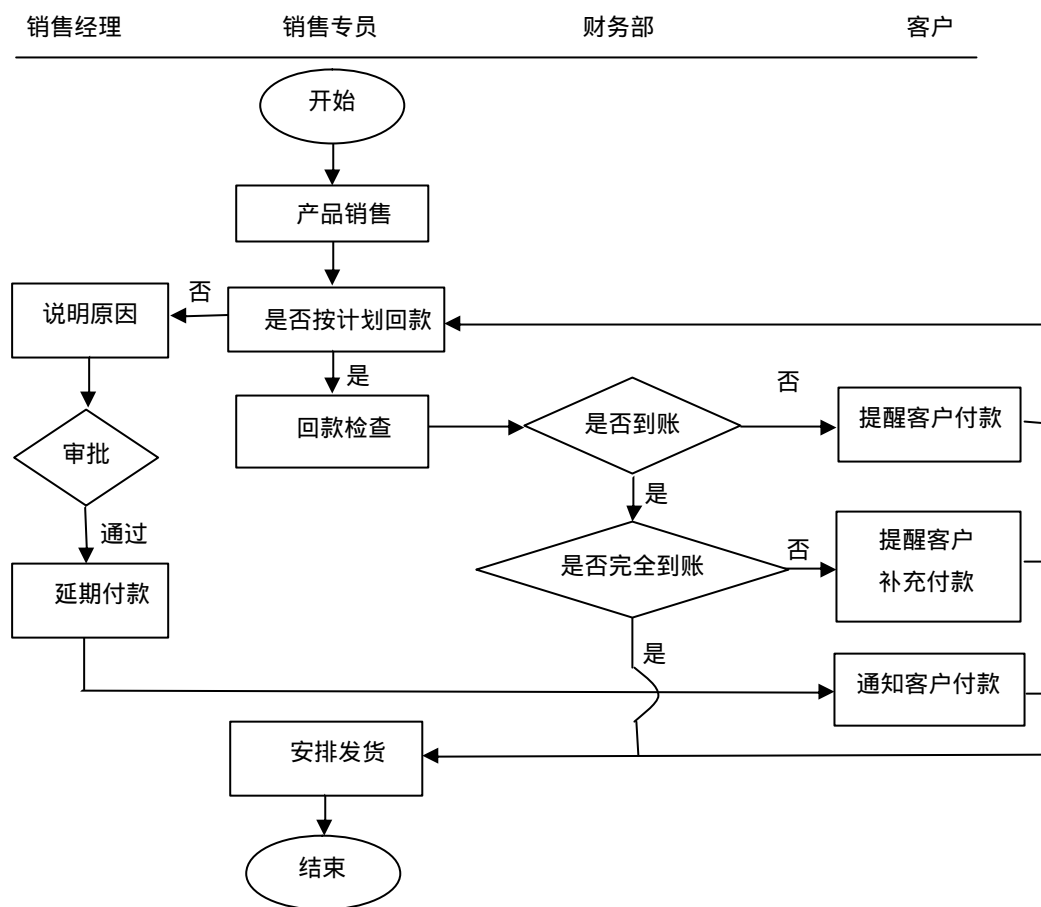 销售经理 销售专员 财务部 客户
开始
产品销售
否
说明原因
是否按计划回款
是
否
回款检查
是否到账
提醒客户付款
审批
是
通过
否
提醒客户
补充付款
是否完全到账
延期付款
是
通知客户付款
安排发货
结束